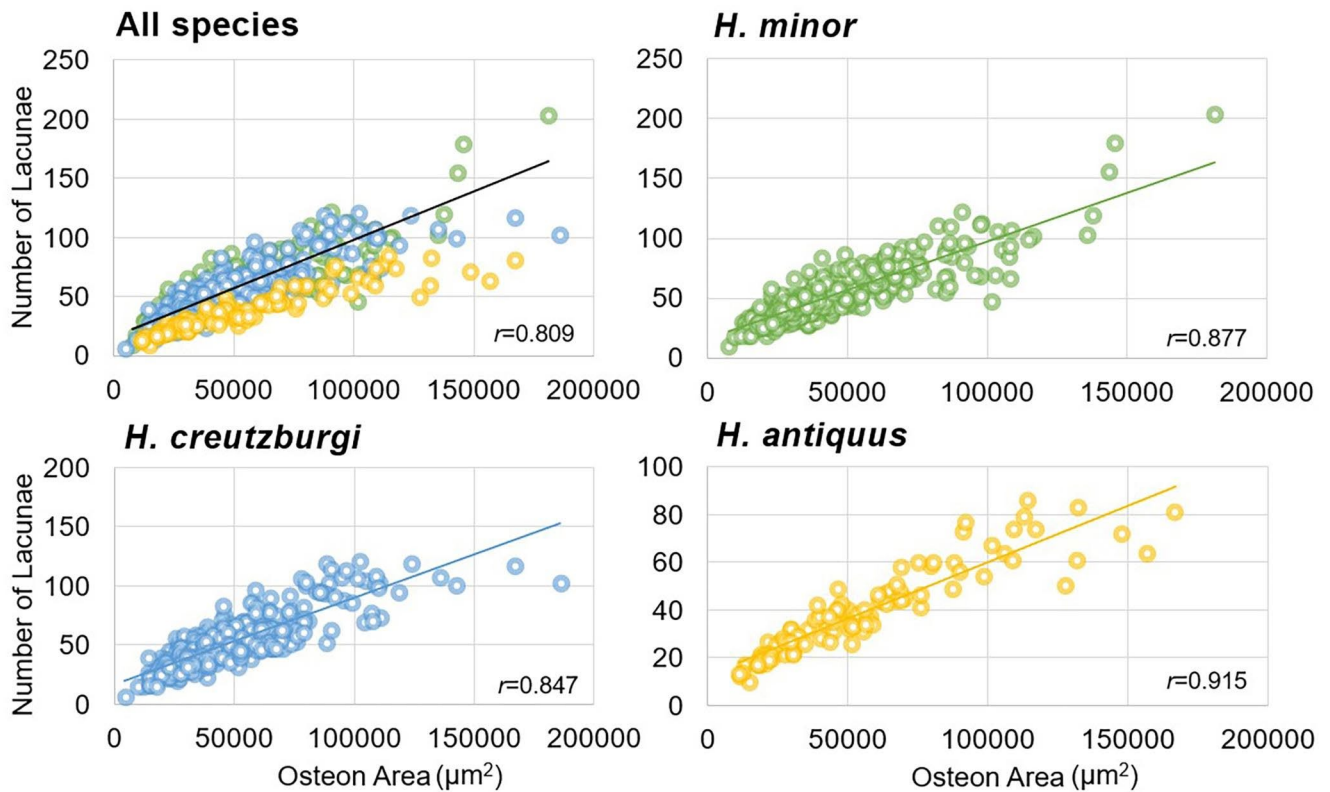 All species
250
200
150
100
50
0
Number of Lacunae
r=0.809
0 50000 100000 150000 200000
H. minor
250
200
150
100
50
0
r=0.877
0 50000 100000 150000 200000
H. creutzburgi
200
150
100
50
0
Number of Lacunae
r=0.847
0 50000 100000 150000 200000
Osteon Area (µm²)
H. antiquus
100
80
60
40
20
0
r=0.915
0 50000 100000 150000 200000
Osteon Area (µm²)